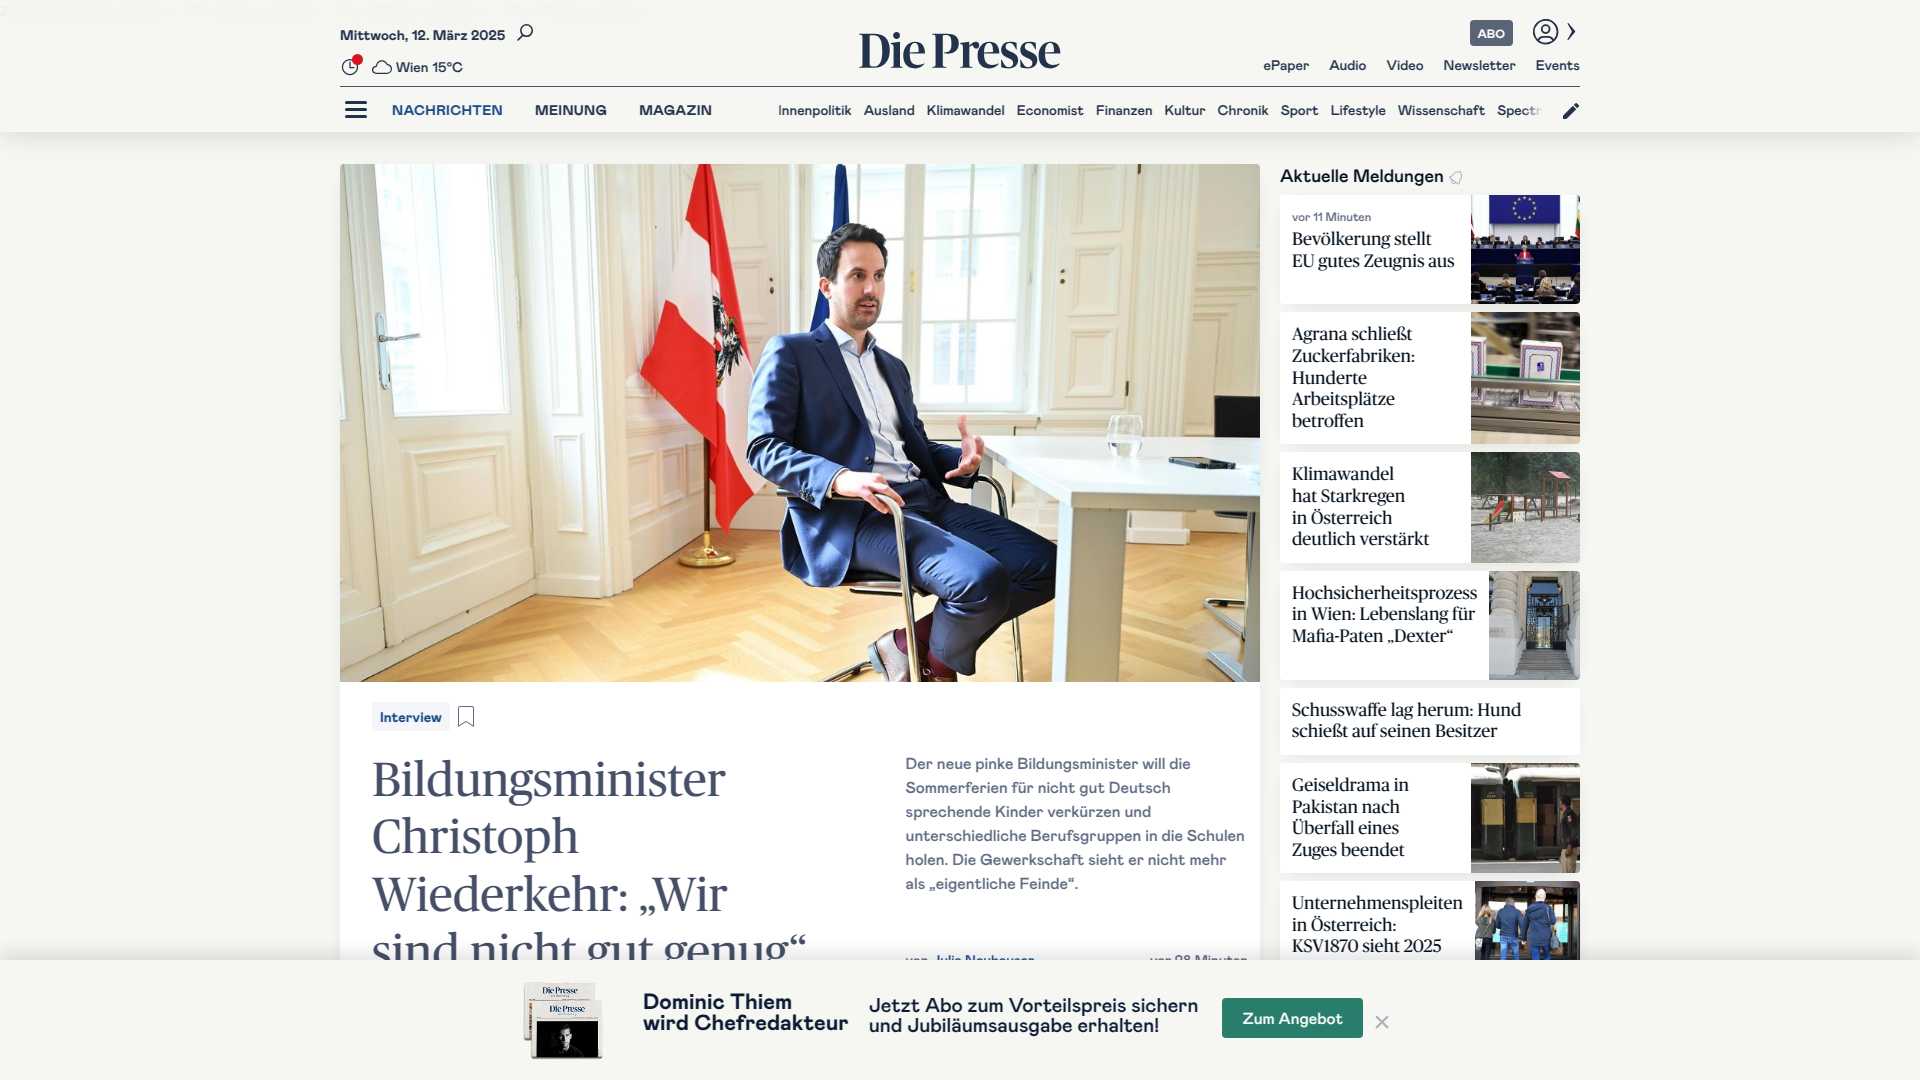 Mittwoch, 12. März 2025
Wien 15°C
Die Presse
ABO
ePaper Audio Video Newsletter Events
NACHRICHTEN MEINUNG MAGAZIN
Innenpolitik Ausland Klimawandel Economist Finanzen Kultur Chronik Sport Lifestyle Wissenschaft Spectr
Interview
Bildungsminister
Christoph
Wiederkehr: „Wir
sind nicht gut genug“
Der neue pinke Bildungsminister will die
Sommerferien für nicht gut Deutsch
sprechende Kinder verkürzen und
unterschiedliche Berufsgruppen in die Schulen
holen. Die Gewerkschaft sieht er nicht mehr
als „eigentliche Feinde“.
von Julia Neuhauser
Aktuelle Meldungen
vor 11 Minuten
Bevölkerung stellt
EU gutes Zeugnis aus
Agrana schließt
Zuckerfabriken:
Hunderte
Arbeitsplätze
betroffen
Klimawandel
hat Starkregen
in Österreich
deutlich verstärkt
Hochsicherheitsprozess
in Wien: Lebenslang für
Mafia-Paten „Dexter“
Schusswaffe lag herum: Hund
schießt auf seinen Besitzer
Geiseldrama in
Pakistan nach
Überfall eines
Zuges beendet
Unternehmenspleiten
in Österreich:
KSV1870 sieht 2025
Die Presse
Die Presse
Dominic Thiem
wird Chefredakteur
Jetzt Abo zum Vorteilspreis sichern
und Jubiläumsausgabe erhalten!
Zum Angebot